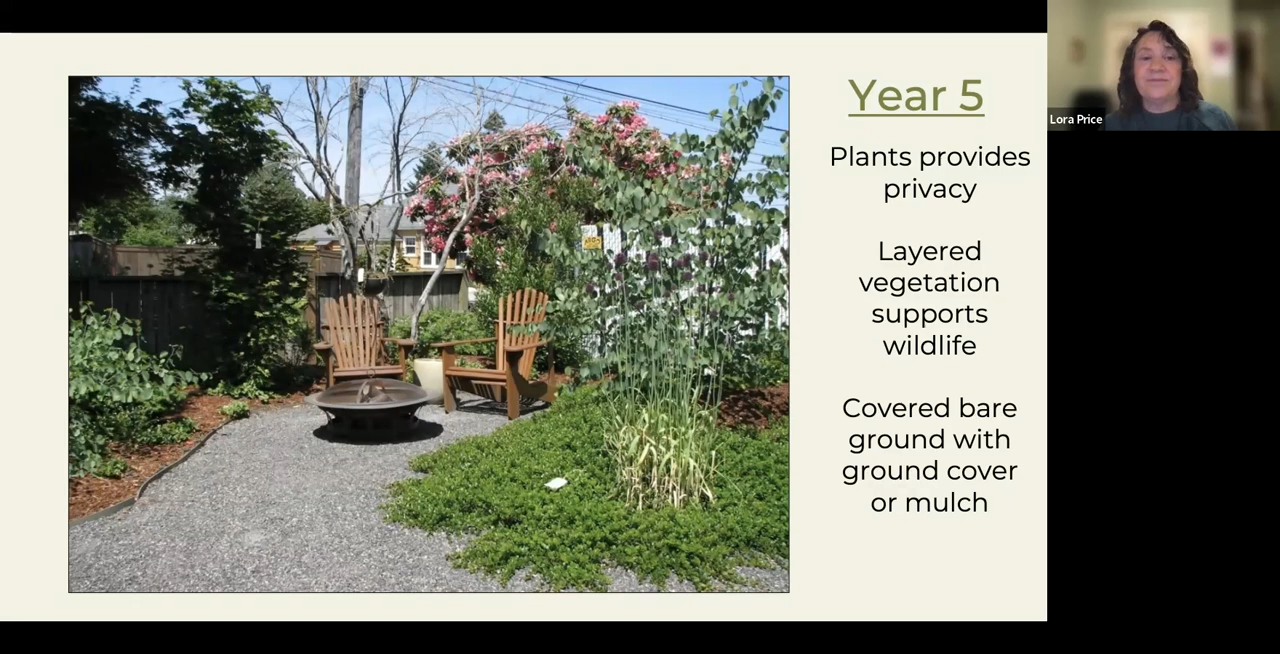 Year 5
Plants provides
privacy
Layered
vegetation
supports
wildlife
Covered bare
ground with
ground cover
or mulch
Lora Price